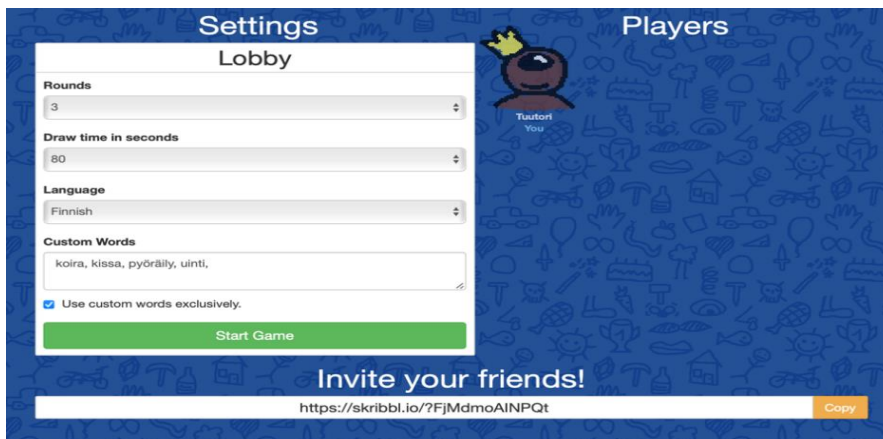 Settings
Players
Lobby
Rounds
3
Draw time in seconds
80
Language
Finnish
Custom Words
koira, kissa, pyöräily, uinti,
Use custom words exclusively.
Start Game
Tuutori
You
Invite your friends!
https://skribbl.io/?FjMdmoAlNPQt
Copy